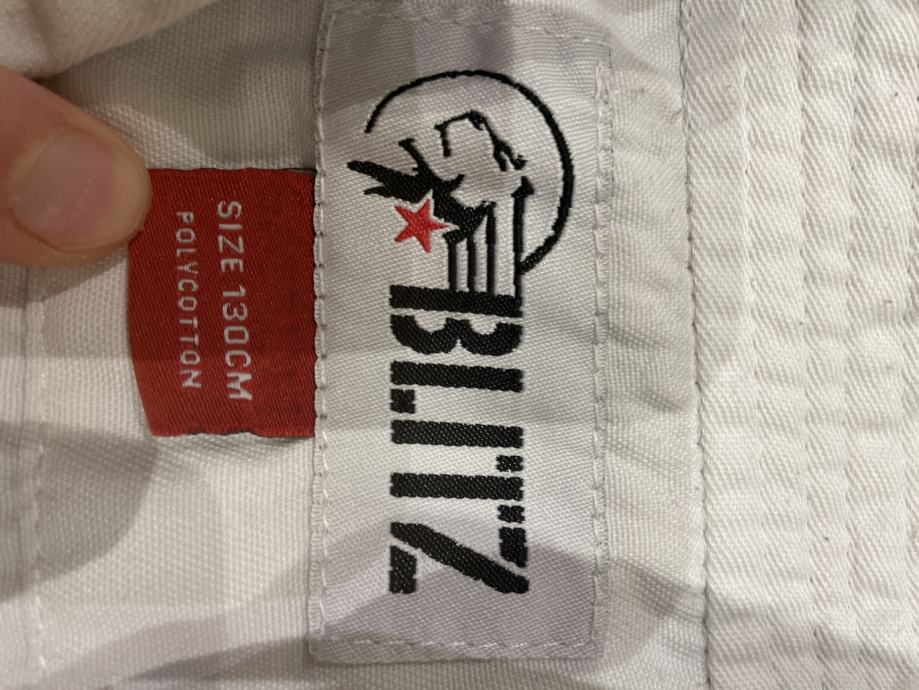 BLITZ
SIZE 130CM
POLYCOTTON